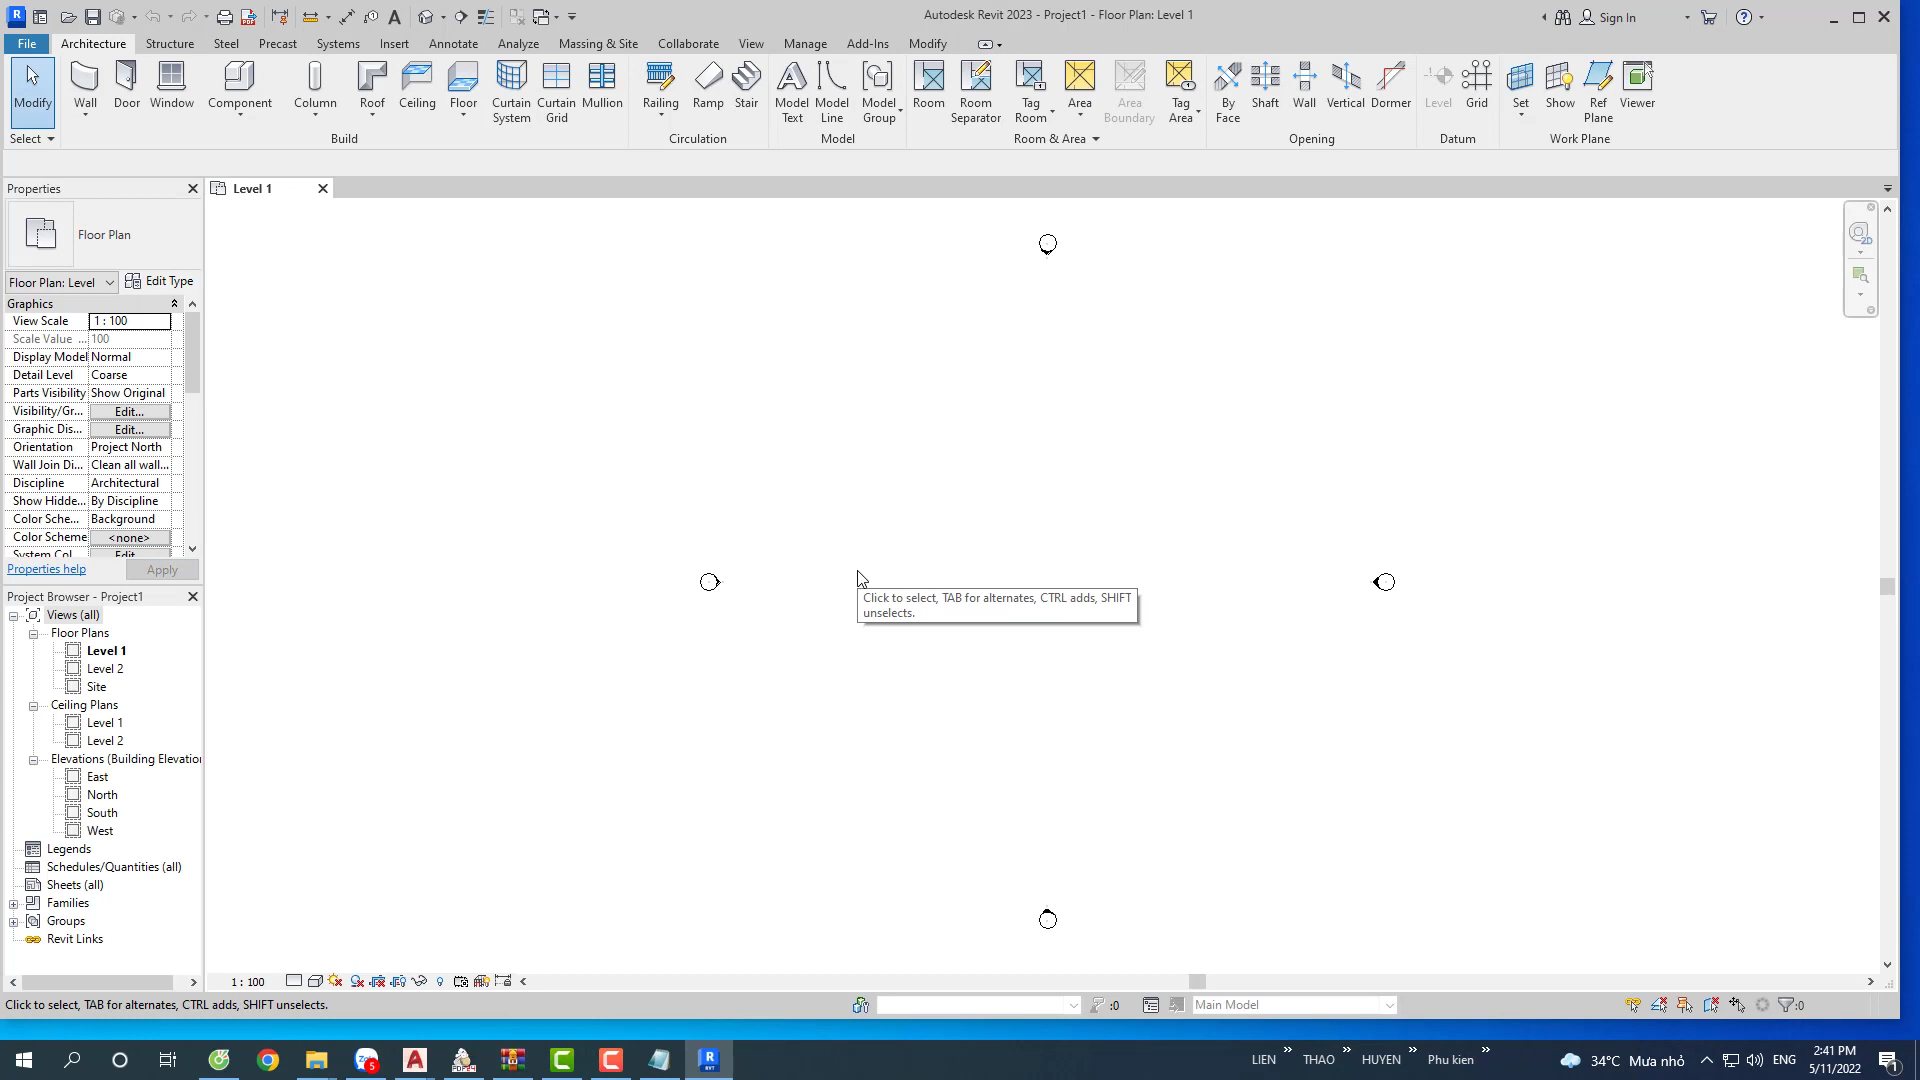 Autodesk Revit 2023 - Project1 - Floor Plan: Level 1
Sign In
File Architecture Structure Steel Precast Systems Insert Annotate Analyze Massing & Site Collaborate View Manage Add-Ins Modify
Modify Wall Door Window Component Column Roof Ceiling Floor Curtain System Curtain Grid Mullion Railing Ramp Stair Model Text Model Line Model Group Room Room Separator Tag Room Area Area Boundary Tag Area By Face Shaft Wall Vertical Dormer Level Grid Set Show Ref Plane Viewer
Select Build Circulation Model Room & Area Opening Datum Work Plane
Properties
Level 1
Floor Plan
Floor Plan: Level
Edit Type
Graphics
View Scale 1 : 100
Scale Value ... 100
Display Model Normal
Detail Level Coarse
Parts Visibility Show Original
Visibility/Gr... Edit...
Graphic Dis... Edit...
Orientation Project North
Wall Join Di... Clean all wall...
Discipline Architectural
Show Hidde... By Discipline
Color Sche... Background
Color Scheme <none>
System Col... Edit...
Properties help Apply
Click to select, TAB for alternates, CTRL adds, SHIFT
unselects.
Project Browser - Project1
Views (all)
Floor Plans
Level 1
Level 2
Site
Ceiling Plans
Level 1
Level 2
Elevations (Building Elevation
East
North
South
West
Legends
Schedules/Quantities (all)
Sheets (all)
Families
Groups
Revit Links
1 : 100
Click to select, TAB for alternates, CTRL adds, SHIFT unselects.
:0
Main Model
:0
LIEN » THAO » HUYEN » Phu kien »
34°C Mưa nhỏ
ENG
2:41 PM
5/11/2022